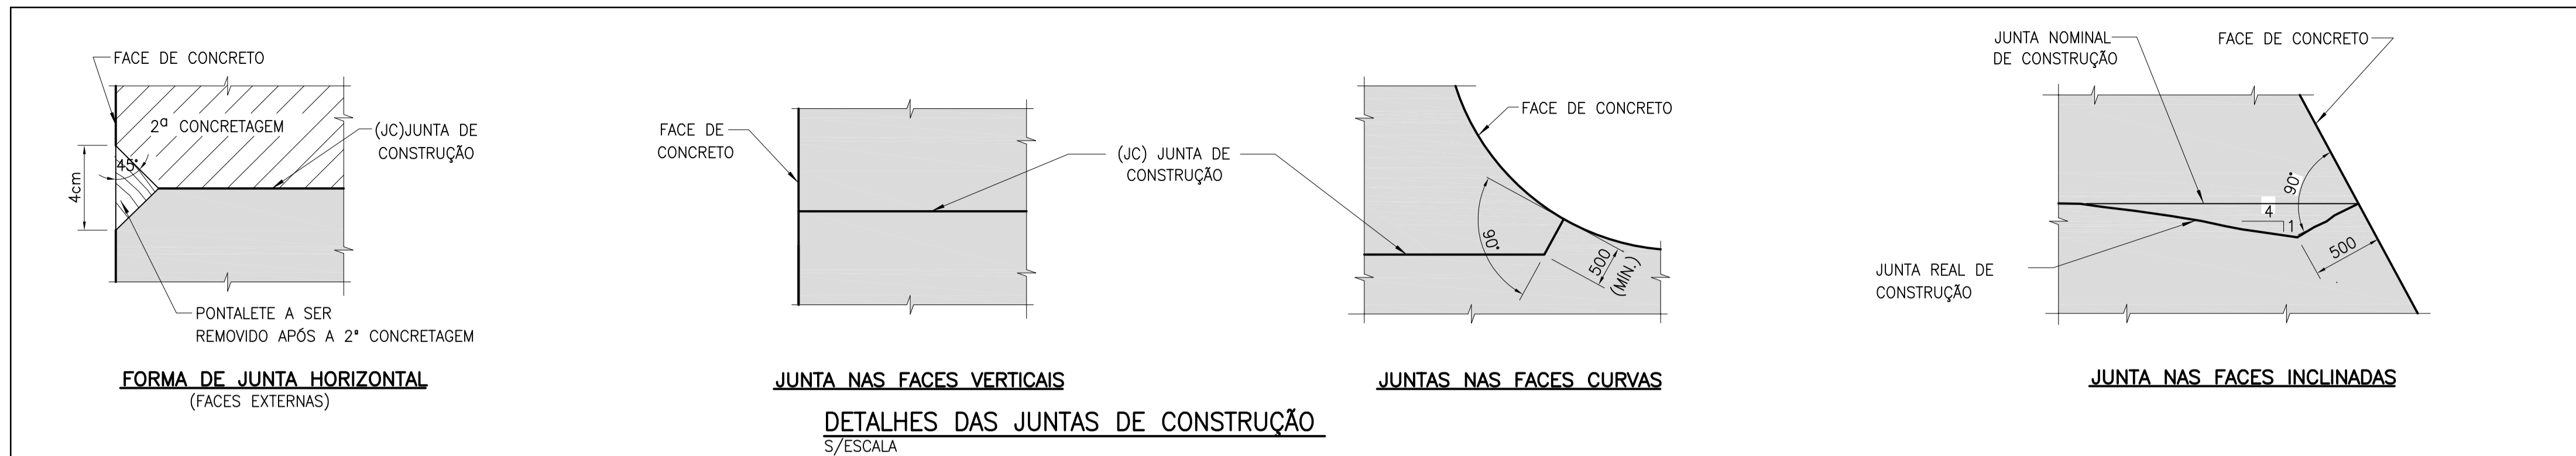 FACE DE CONCRETO
2ª CONCRETAGEM
(JC)JUNTA DE
CONSTRUÇÃO
45°
4cm
PONTALETE A SER
REMOVIDO APÓS A 2ª CONCRETAGEM
FORMA DE JUNTA HORIZONTAL
(FACES EXTERNAS)
FACE DE
CONCRETO
(JC) JUNTA DE
CONSTRUÇÃO
JUNTA NAS FACES VERTICAIS
FACE DE CONCRETO
90°
500
(MÍN.)
JUNTAS NAS FACES CURVAS
JUNTA NOMINAL
DE CONSTRUÇÃO
FACE DE CONCRETO
90°
4
1
500
JUNTA REAL DE
CONSTRUÇÃO
JUNTA NAS FACES INCLINADAS
DETALHES DAS JUNTAS DE CONSTRUÇÃO
S/ESCALA